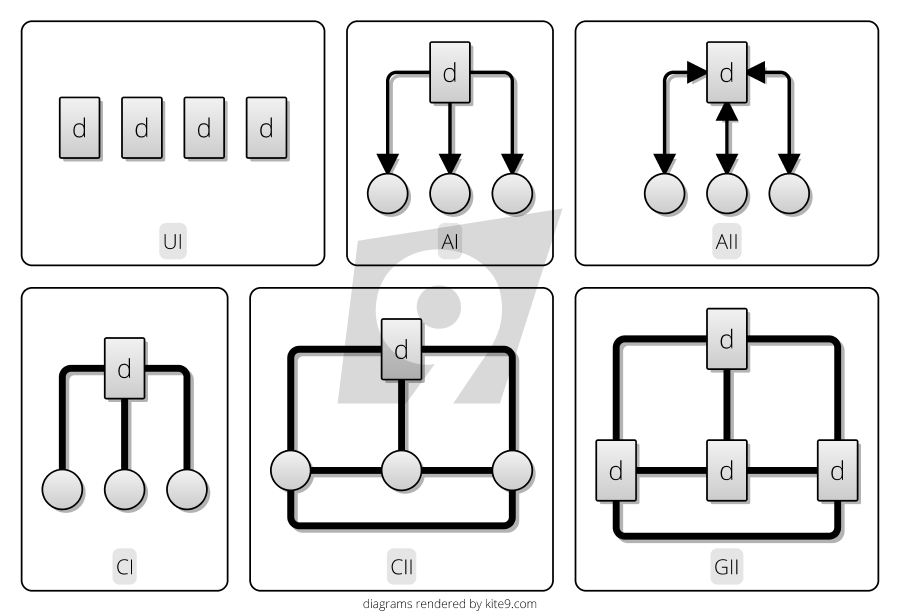 d d d d
UI
d
AI
d
AII
d
CI
d
CII
d
d d d
GII
diagrams rendered by kite9.com